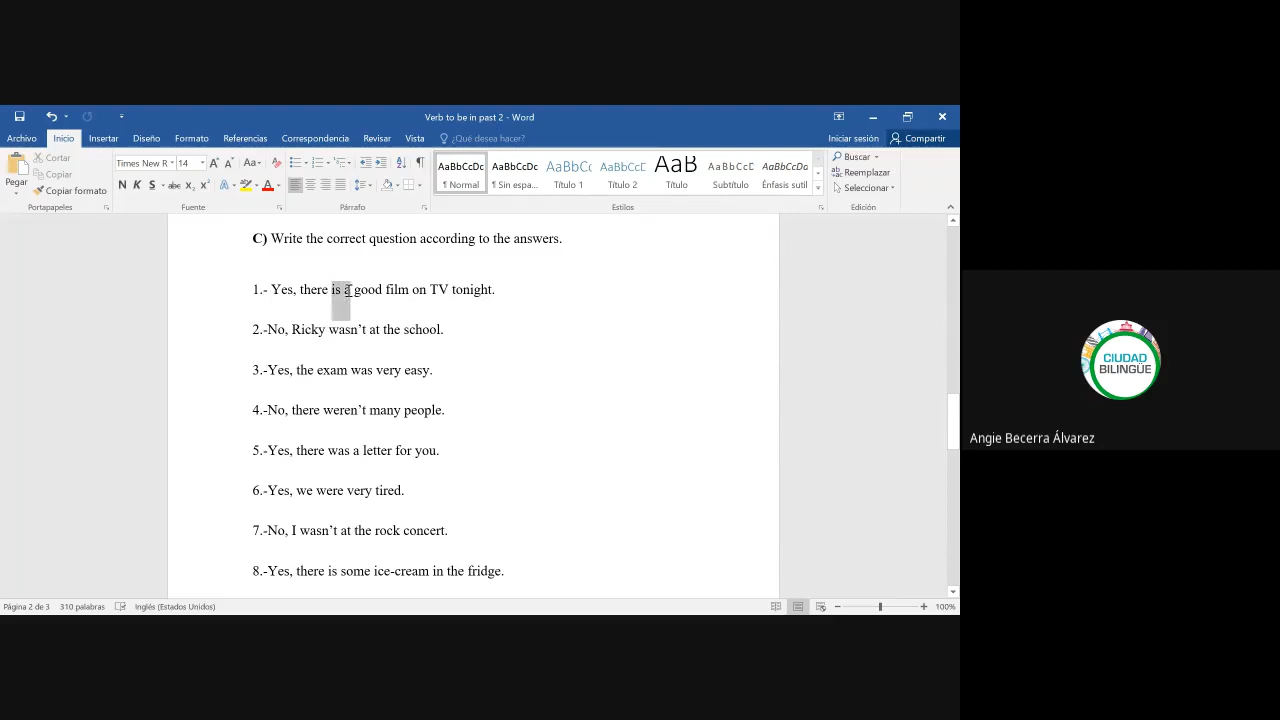 Verb to be in past 2 - Word
Archivo Inicio Insertar Diseño Formato Referencias Correspondencia Revisar Vista ¿Qué desea hacer? Iniciar sesión Compartir
Pegar
Cortar
Copiar
Copiar formato
Portapapeles
Times New R 14 Aa
N K S abc x₂ x² A A
Fuente
Párrafo
AaBbCcDc AaBbCcDc AaBbCc AaBbCcE AaB AaBbCcE AaBbCcDc
¶ Normal ¶ Sin espa... Título 1 Título 2 Título Subtítulo Énfasis sutil
Estilos
Buscar
Reemplazar
Seleccionar
Edición
C) Write the correct question according to the answers.
1.- Yes, there is a good film on TV tonight.
2.-No, Ricky wasn’t at the school.
3.-Yes, the exam was very easy.
4.-No, there weren’t many people.
5.-Yes, there was a letter for you.
6.-Yes, we were very tired.
7.-No, I wasn’t at the rock concert.
8.-Yes, there is some ice-cream in the fridge.
Página 2 de 3 310 palabras Inglés (Estados Unidos) 100%
CIUDAD
BILINGÜE
Angie Becerra Álvarez